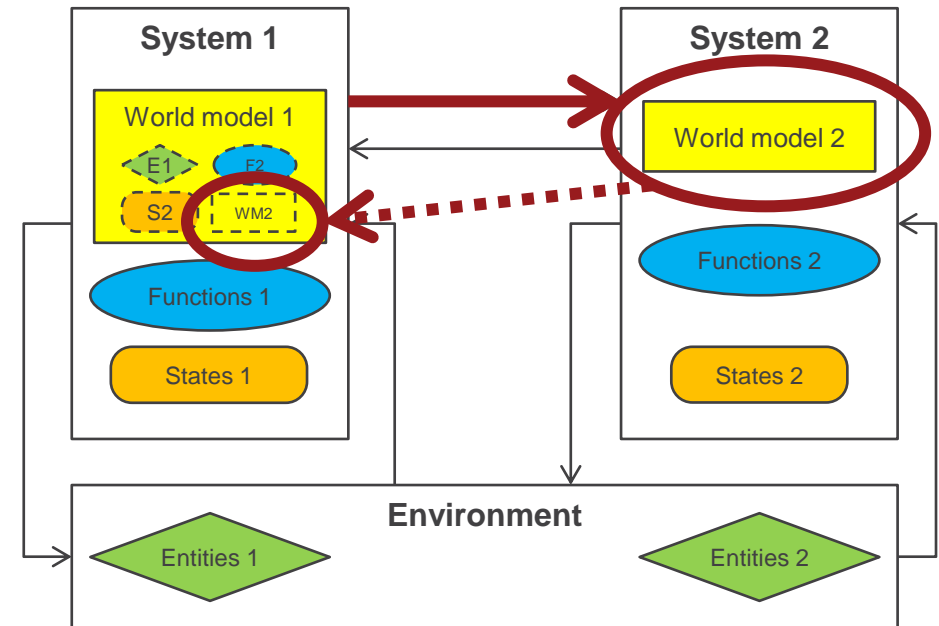 System 1
System 2
World model 1
World model 2
E1
F2
S2
WM2
Functions 1
Functions 2
States 1
States 2
Environment
Entities 1
Entities 2